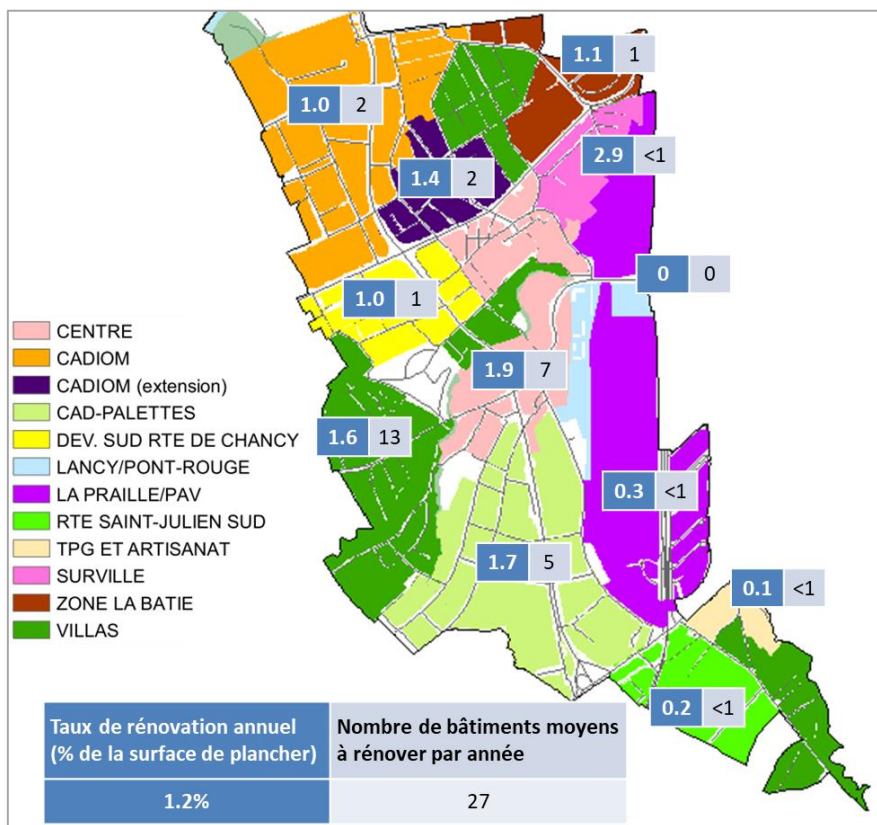 1.1 1
1.0 2
2.9 <1
1.4 2
0 0
1.0 1
CENTRE
CADIOM
CADIOM (extension)
CAD-PALETTES
DEV. SUD RTE DE CHANCY
LANCY/PONT-ROUGE
LA PRAILLE/PAV
RTE SAINT-JULIEN SUD
TPG ET ARTISANAT
SURVILLE
ZONE LA BATIE
VILLAS
1.9 7
1.6 13
0.3 <1
1.7 5
0.1 <1
0.2 <1
Taux de rénovation annuel
(% de la surface de plancher)
Nombre de bâtiments moyens
à rénover par année
1.2% 27